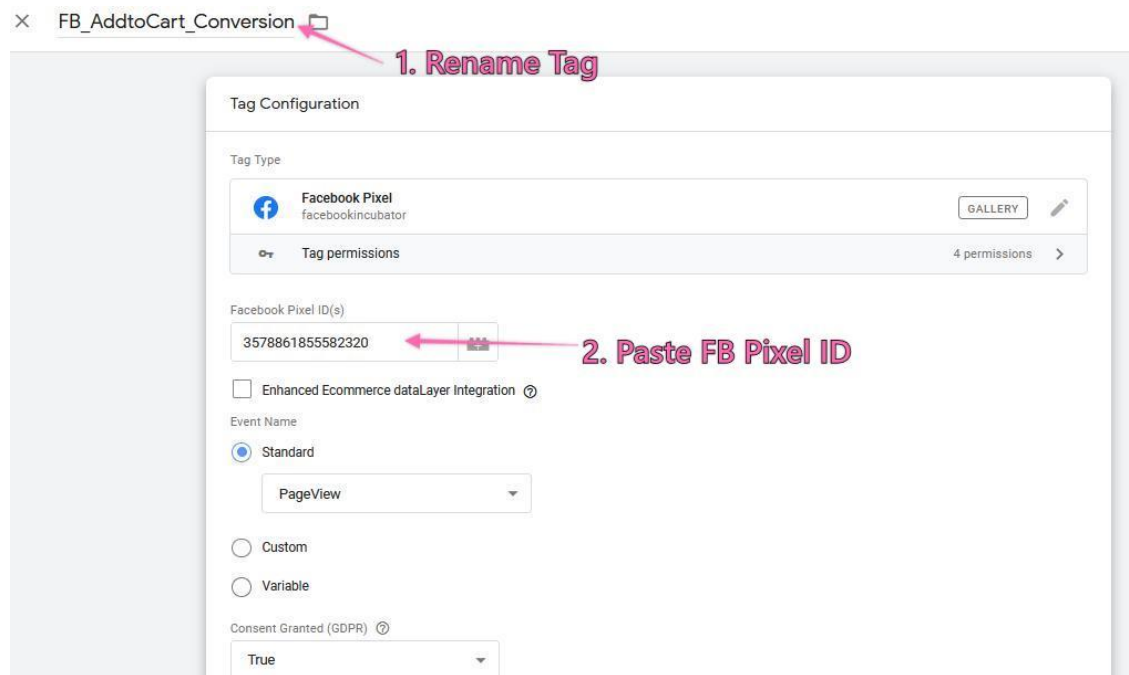 FB_AddtoCart_Conversion
1. Rename Tag
Tag Configuration
Tag Type
Facebook Pixel
facebookincubator
GALLERY
Tag permissions
4 permissions
Facebook Pixel ID(s)
3578861855582320
2. Paste FB Pixel ID
Enhanced Ecommerce dataLayer Integration
Event Name
Standard
PageView
Custom
Variable
Consent Granted (GDPR)
True